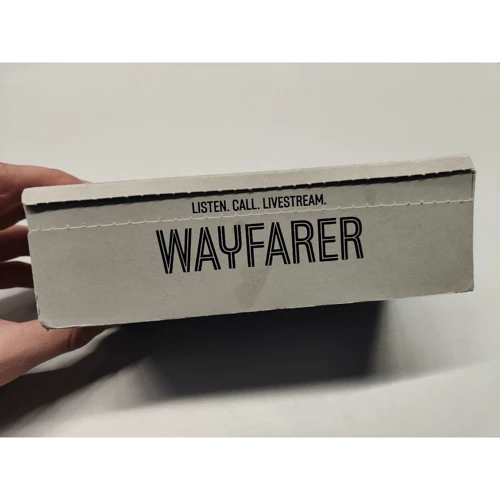 LISTEN. CALL. LIVESTREAM.
WAYFARER